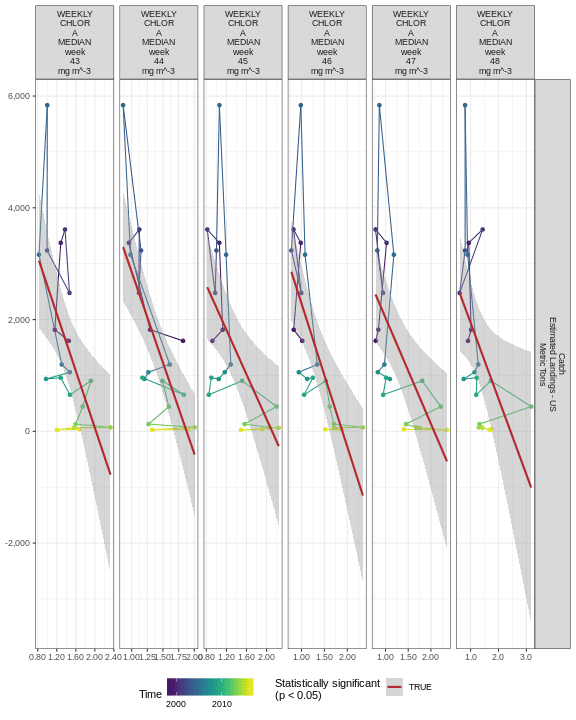 WEEKLY
CHLOR
A
MEDIAN
week
43
mg m^-3
WEEKLY
CHLOR
A
MEDIAN
week
44
mg m^-3
WEEKLY
CHLOR
A
MEDIAN
week
45
mg m^-3
WEEKLY
CHLOR
A
MEDIAN
week
46
mg m^-3
WEEKLY
CHLOR
A
MEDIAN
week
47
mg m^-3
WEEKLY
CHLOR
A
MEDIAN
week
48
mg m^-3
6,000
4,000
2,000
0
-2,000
Catch
Estimated Landings - US
Metric Tons
0.80 1.20 1.60 2.00 2.40
1.00 1.25 1.50 1.75 2.00
0.80 1.20 1.60 2.00
1.00 1.50 2.00
1.00 1.50 2.00
1.0 2.0 3.0
Time
2000 2010
Statistically significant
(p < 0.05)
TRUE